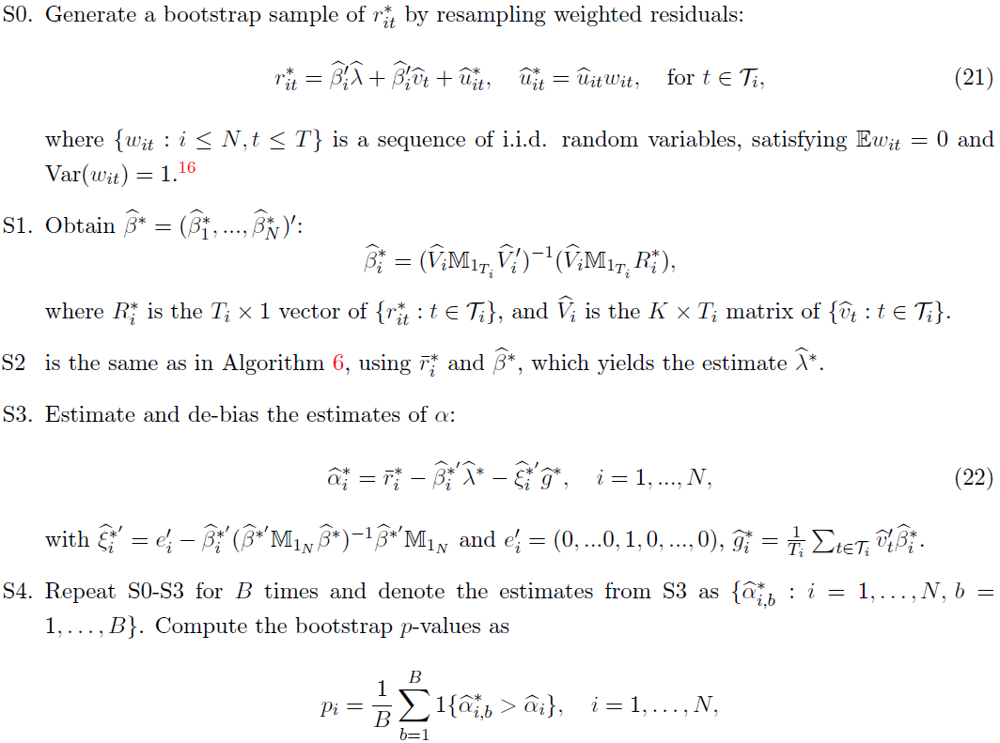 S0. Generate a bootstrap sample of $r_{it}^*$ by resampling weighted residuals:
$r_{it}^* = \widehat{\beta}_i'\widehat{\lambda} + \widehat{\beta}_i'\widehat{v}_t + \widehat{u}_{it}^*, \quad \widehat{u}_{it}^* = \widehat{u}_{it} w_{it}, \quad \text{for } t \in \mathcal{T}_i,$ (21)
where $\{w_{it} : i \leq N, t \leq T\}$ is a sequence of i.i.d. random variables, satisfying $\mathbb{E}w_{it} = 0$ and
$\text{Var}(w_{it}) = 1.$$^{16}$
S1. Obtain $\widehat{\beta}^* = (\widehat{\beta}_1^*, ..., \widehat{\beta}_N^*)'$:
$\widehat{\beta}_i^* = (\widehat{V}_i \mathbb{M}_{1_{T_i}} \widehat{V}_i')^{-1}(\widehat{V}_i \mathbb{M}_{1_{T_i}} R_i^*),$
where $R_i^*$ is the $T_i \times 1$ vector of $\{r_{it}^* : t \in \mathcal{T}_i\}$, and $\widehat{V}_i$ is the $K \times T_i$ matrix of $\{\widehat{v}_t : t \in \mathcal{T}_i\}$.
S2 is the same as in Algorithm 6, using $\bar{r}_i^*$ and $\widehat{\beta}^*$, which yields the estimate $\widehat{\lambda}^*$.
S3. Estimate and de-bias the estimates of $\alpha$:
$\widehat{\alpha}_i^* = \bar{r}_i^* - \widehat{\beta}_i^{*'}\widehat{\lambda}^* - \widehat{\xi}_i^{*'}\widehat{g}^*, \quad i = 1, ..., N,$ (22)
with $\widehat{\xi}_i^{*'} = e_i' - \widehat{\beta}_i^{*'}(\widehat{\beta}^{*'}\mathbb{M}_{1_N}\widehat{\beta}^*)^{-1}\widehat{\beta}^{*'}\mathbb{M}_{1_N}$ and $e_i' = (0, ...0, 1, 0, ..., 0)$, $\widehat{g}_i^* = \frac{1}{T_i}\sum_{t \in \mathcal{T}_i} \widehat{v}_t'\widehat{\beta}_i^*$.
S4. Repeat S0-S3 for $B$ times and denote the estimates from S3 as $\{\widehat{\alpha}_{i,b}^* : i = 1, \ldots, N, b =$
$1, \ldots, B\}$. Compute the bootstrap $p$-values as
$p_i = \frac{1}{B}\sum_{b=1}^{B} 1\{\widehat{\alpha}_{i,b}^* > \widehat{\alpha}_i\}, \quad i = 1, \ldots, N,$